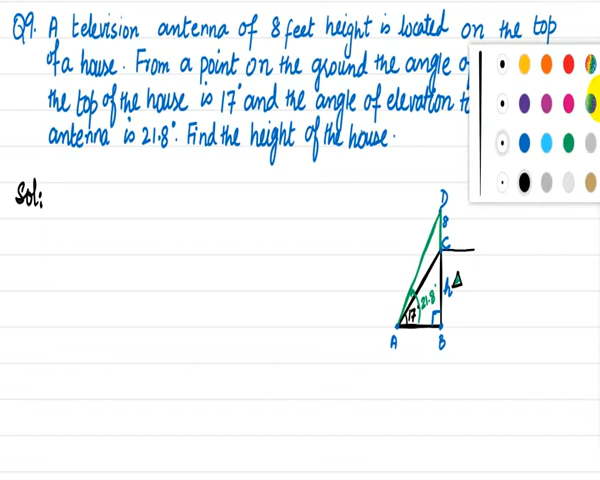 Q9. A television antenna of 8 feet height is located on the top
of a house. From a point on the ground the angle of
the top of the house is 17° and the angle of elevation to
antenna is 21.8°. Find the height of the house.
Sol:
D
8
C
h
21.8°
17°
A B